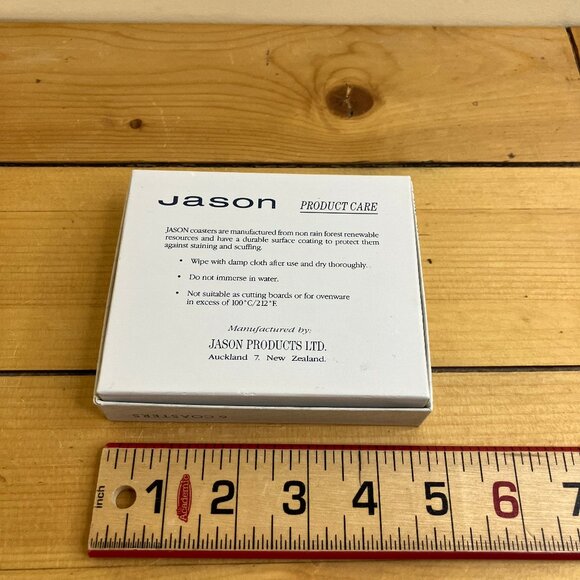 Jason PRODUCT CARE
JASON coasters are manufactured from non rain forest renewable
resources and have a durable surface coating to protect them
against staining and scuffing.
• Wipe with damp cloth after use and dry thoroughly.
• Do not immerse in water.
• Not suitable as cutting boards or for ovenware
in excess of 100°C/212°F.
Manufactured by:
JASON PRODUCTS LTD.
Auckland 7, New Zealand.
6 COASTERS
inch 1 Academic 2 3 4 5 6 7